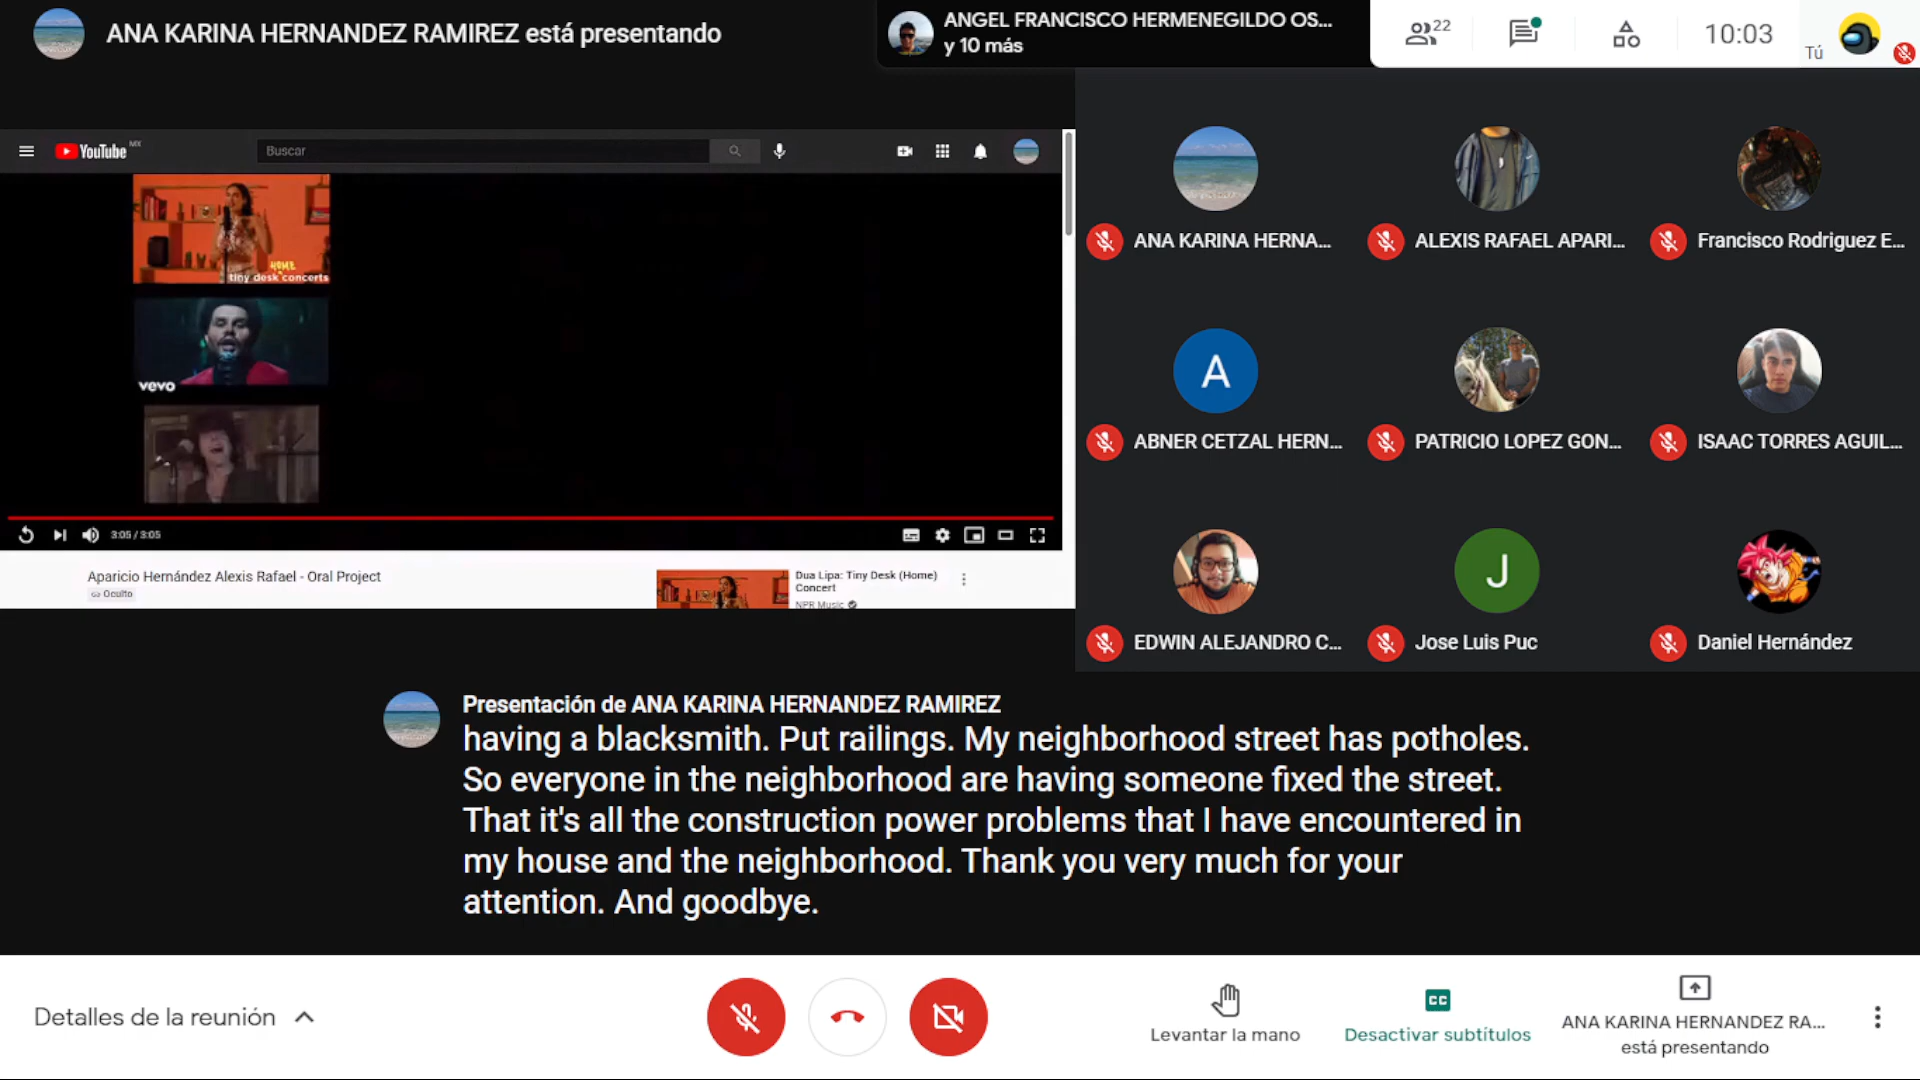 ANA KARINA HERNANDEZ RAMIREZ está presentando
ANGEL FRANCISCO HERMENEGILDO OS...
y 10 más
22
10:03
Tú
YouTube MX
Buscar
HOME
tiny desk concerts
vevo
3:05 / 3:05
Aparicio Hernández Alexis Rafael - Oral Project
Oculto
Dua Lipa: Tiny Desk (Home)
Concert
NPR Music
ANA KARINA HERNA...
ALEXIS RAFAEL APARI...
Francisco Rodriguez E...
A
ABNER CETZAL HERN...
PATRICIO LOPEZ GON...
ISAAC TORRES AGUIL...
EDWIN ALEJANDRO C...
J
Jose Luis Puc
Daniel Hernández
Presentación de ANA KARINA HERNANDEZ RAMIREZ
having a blacksmith. Put railings. My neighborhood street has potholes.
So everyone in the neighborhood are having someone fixed the street.
That it's all the construction power problems that I have encountered in
my house and the neighborhood. Thank you very much for your
attention. And goodbye.
Detalles de la reunión
Levantar la mano
CC
Desactivar subtítulos
ANA KARINA HERNANDEZ RA...
está presentando